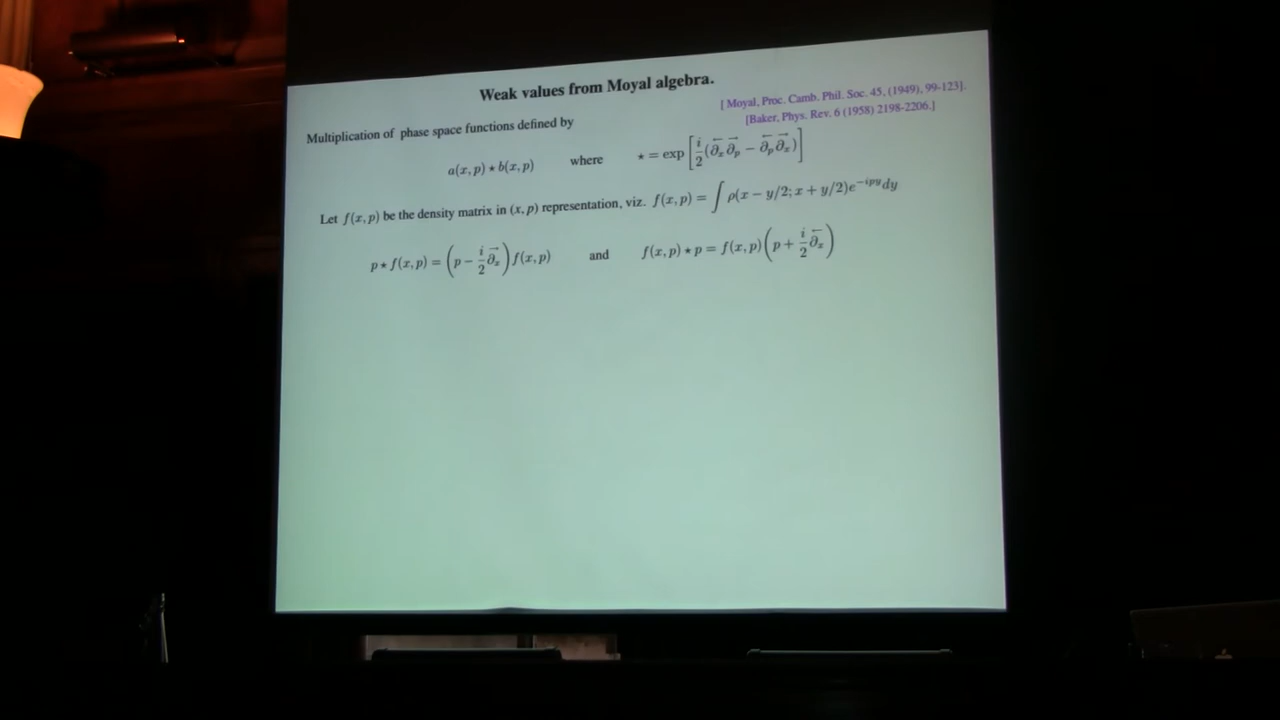 Weak values from Moyal algebra.
[ Moyal, Proc. Camb. Phil. Soc. 45, (1949), 99-123].
[Baker, Phys. Rev. 6 (1958) 2198-2206.]
Multiplication of phase space functions defined by
a(x, p) ⋆ b(x, p) where ⋆ = exp [ i/2 (∂⃖ₓ∂⃗ₚ − ∂⃖ₚ∂⃗ₓ) ]
Let f(x, p) be the density matrix in (x, p) representation, viz. f(x, p) = ∫ ρ(x − y/2; x + y/2)e^{−ipy}dy
p ⋆ f(x, p) = (p − i/2 ∂⃗ₓ) f(x, p) and f(x, p) ⋆ p = f(x, p) (p + i/2 ∂⃖ₓ)